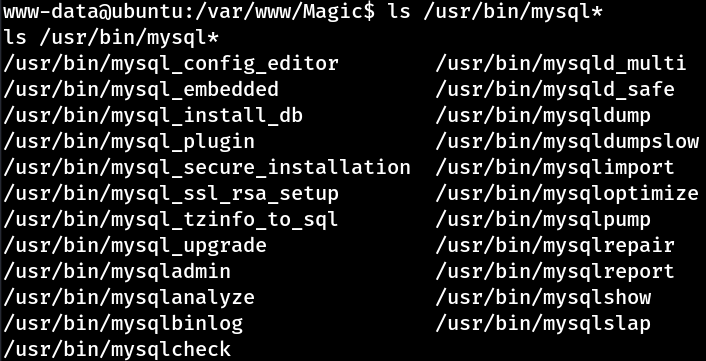 www-data@ubuntu:/var/www/Magic$ ls /usr/bin/mysql*
ls /usr/bin/mysql*
/usr/bin/mysql_config_editor        /usr/bin/mysqld_multi
/usr/bin/mysql_embedded             /usr/bin/mysqld_safe
/usr/bin/mysql_install_db           /usr/bin/mysqldump
/usr/bin/mysql_plugin               /usr/bin/mysqldumpslow
/usr/bin/mysql_secure_installation  /usr/bin/mysqlimport
/usr/bin/mysql_ssl_rsa_setup        /usr/bin/mysqloptimize
/usr/bin/mysql_tzinfo_to_sql        /usr/bin/mysqlpump
/usr/bin/mysql_upgrade              /usr/bin/mysqlrepair
/usr/bin/mysqladmin                 /usr/bin/mysqlreport
/usr/bin/mysqlanalyze               /usr/bin/mysqlshow
/usr/bin/mysqlbinlog                /usr/bin/mysqlslap
/usr/bin/mysqlcheck